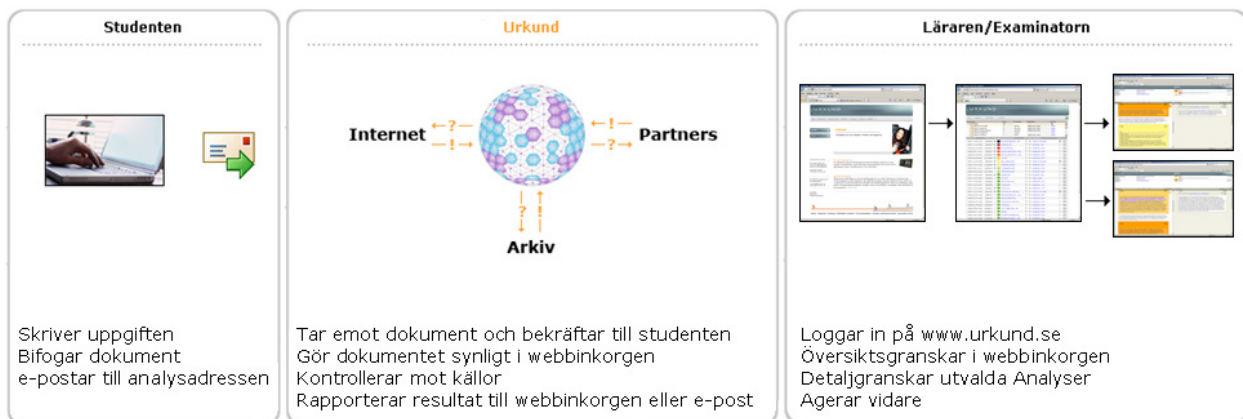 Studenten
Skriver uppgiften
Bifogar dokument
e-postar till analysadressen
Urkund
Internet
←?—
—!→
←!—
—?→
Partners
?
!
Arkiv
Tar emot dokument och bekräftar till studenten
Gör dokumentet synligt i webbinkorgen
Kontrollerar mot källor
Rapporterar resultat till webbinkorgen eller e-post
Läraren/Examinatorn
URKUND
Loggar in på www.urkund.se
Översiktsgranskar i webbinkorgen
Detaljgranskar utvalda Analyser
Agerar vidare